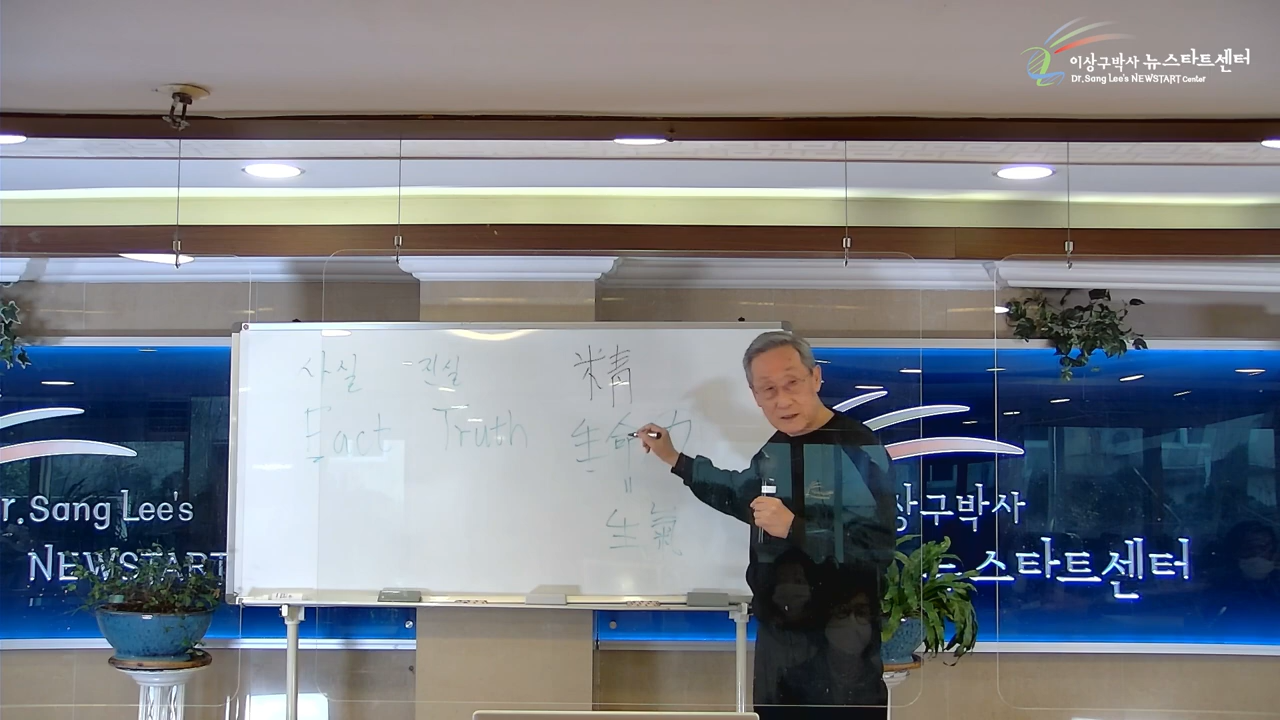 이상구박사 뉴스타트센터
Dr. Sang Lee's NEWSTART Center
사실 진실 精
Fact Truth 生命力
=
生氣
Dr. Sang Lee's
NEWSTART
상구박사
뉴스타트센터